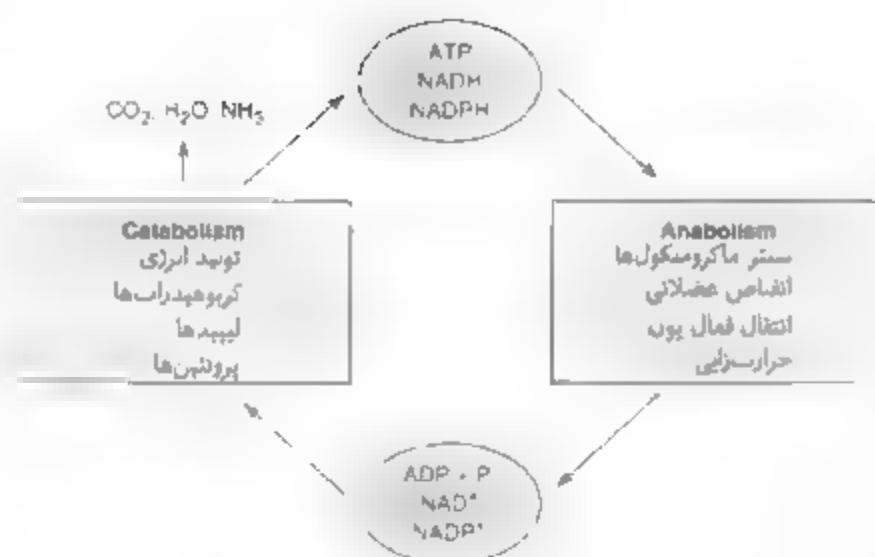 ATP
NADH
NADPH
CO₂, H₂O NH₃
Catabolism
تولید انرژی
کربوهیدرات‌ها
لیپیدها
پروتئین‌ها
Anabolism
سنتز ماکرومولکول‌ها
انقباض عضلانی
انتقال فعال یون
حرارت‌زایی
ADP + P
NAD⁺
NADP⁺